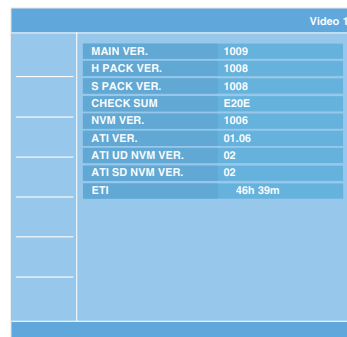 Video 1
MAIN VER. 1009
H PACK VER. 1008
S PACK VER. 1008
CHECK SUM E20E
NVM VER. 1006
ATI VER. 01.06
ATI UD NVM VER. 02
ATI SD NVM VER. 02
ETI 46h 39m